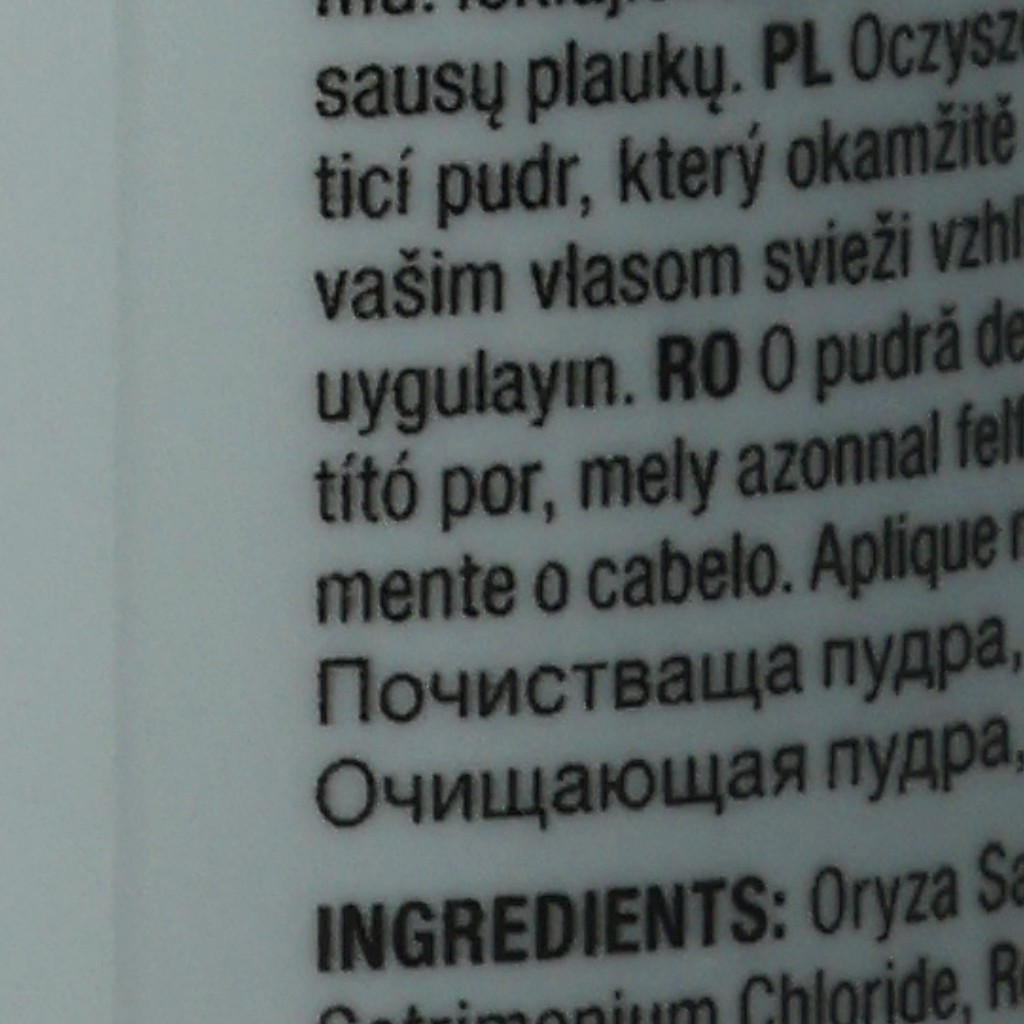 sausų plaukų. PL
ticí pudr, který okamžitě
vašim vlasom svieži
uygulayın. RO O pudră
tító por, mely azonnal
mente o cabelo. Aplique
Почистваща пудра,
Очищающая пудра,
INGREDIENTS: Oryza
Chloride,